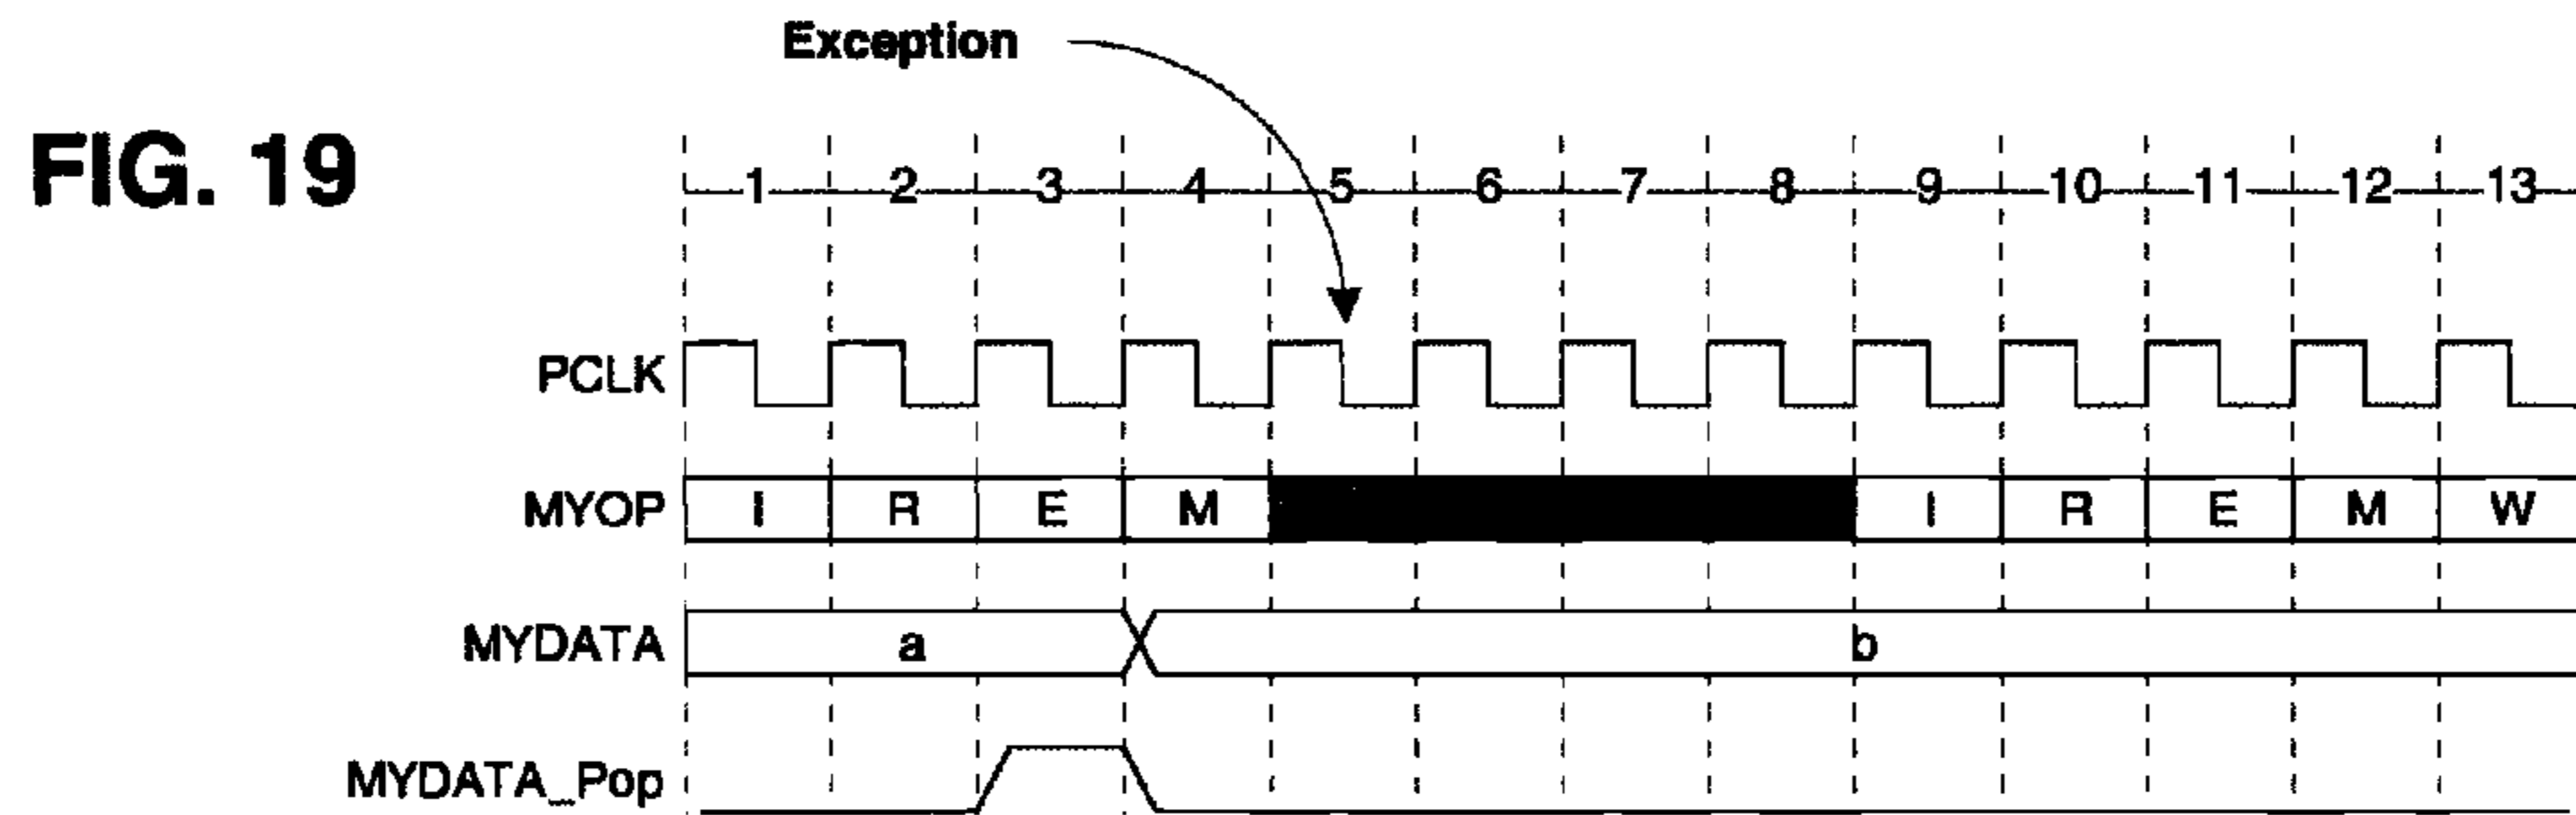 Exception
FIG. 19
1 2 3 4 5 6 7 8 9 10 11 12 13
PCLK
MYOP I R E M I R E M W
MYDATA a b
MYDATA_Pop